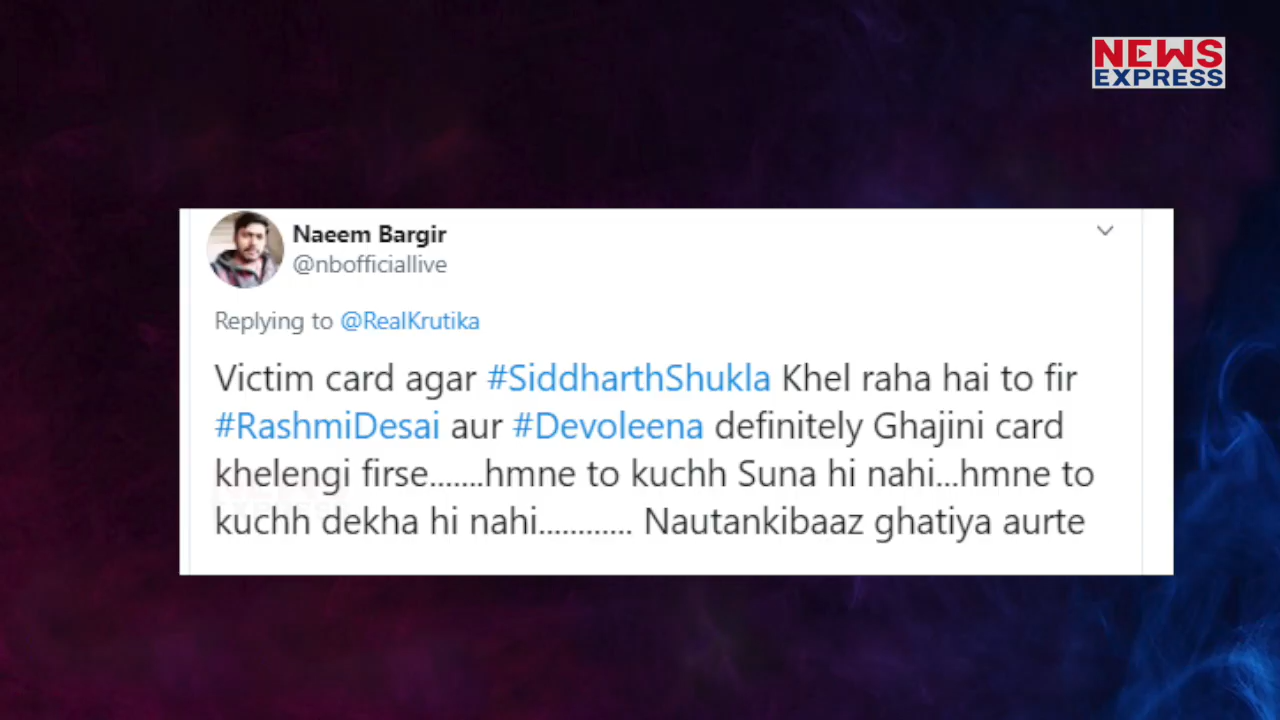 NEWS
EXPRESS
Naeem Bargir
@nbofficiallive
Replying to @RealKrutika
Victim card agar #SiddharthShukla Khel raha hai to fir
#RashmiDesai aur #Devoleena definitely Ghajini card
khelengi firse.......hmne to kuchh Suna hi nahi...hmne to
kuchh dekha hi nahi............ Nautankibaaz ghatiya aurte